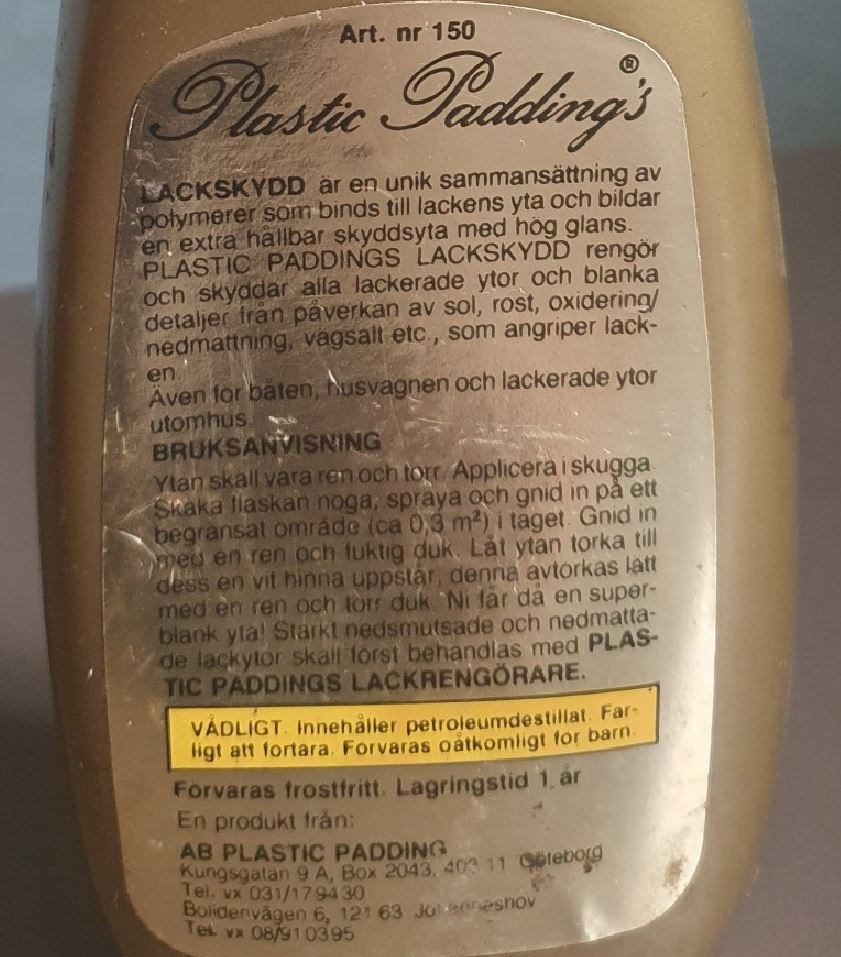 Art. nr 150
Plastic Padding's ®
LACKSKYDD är en unik sammansättning av
polymerer som binds till lackens yta och bildar
en extra hållbar skyddsyta med hög glans.
PLASTIC PADDINGS LACKSKYDD rengör
och skyddar alla lackerade ytor och blanka
detaljer från påverkan av sol, rost, oxidering/
nedmattning, vägsalt etc., som angriper lack-
en.
Även för båten, husvagnen och lackerade ytor
utomhus.
BRUKSANVISNING
Ytan skall vara ren och torr. Applicera i skugga.
Skaka flaskan noga, spraya och gnid in på ett
begränsat område (ca 0,3 m²) i taget. Gnid in
med en ren och fuktig duk. Låt ytan torka till
dess en vit hinna uppstår, denna avtorkas lätt
med en ren och torr duk. Ni får då en super-
blank yta! Starkt nedsmutsade och nedmatta-
de lackytor skall först behandlas med PLAS-
TIC PADDINGS LACKRENGÖRARE.
VÅDLIGT. Innehåller petroleumdestillat. Far-
ligt att förtära. Förvaras oåtkomligt för barn.
Förvaras frostfritt. Lagringstid 1 år
En produkt från:
AB PLASTIC PADDING
Kungsgatan 9 A, Box 2043, 403 11 Göteborg
Tel. vx 031/17 94 30
Bolidenvägen 6, 121 63 Johanneshov
Tel. vx 08/91 03 95